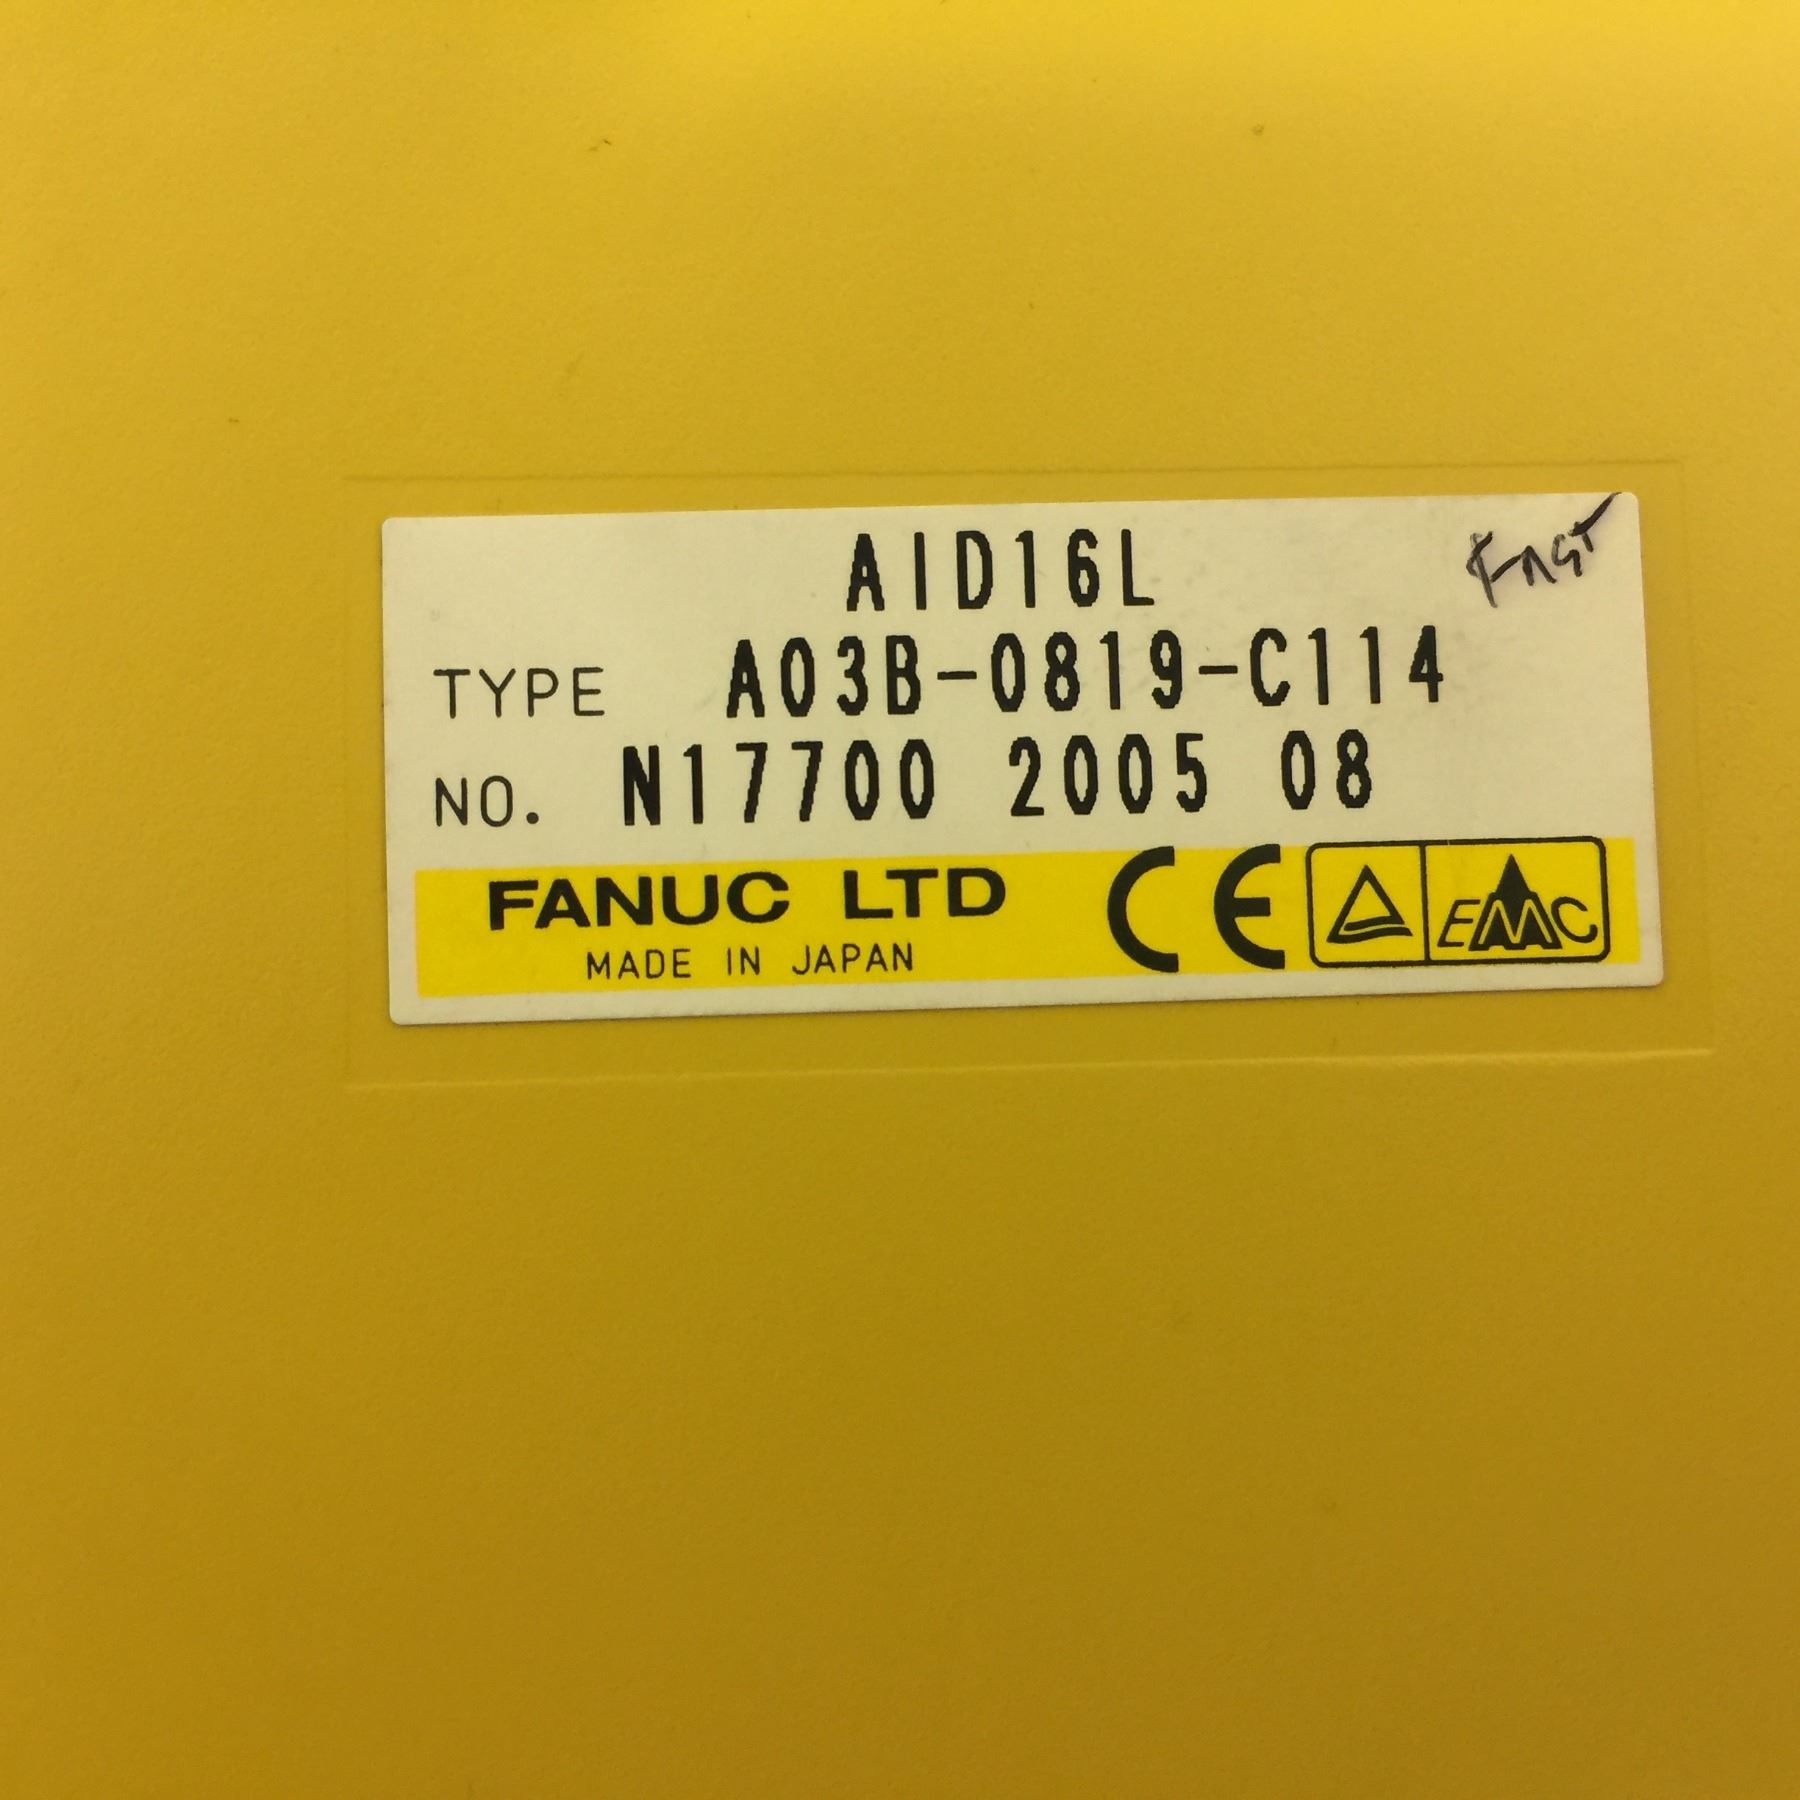 AID16L
TYPE A03B-0819-C114
NO. N17700 2005 08
FANUC LTD
MADE IN JAPAN
CE
EMC